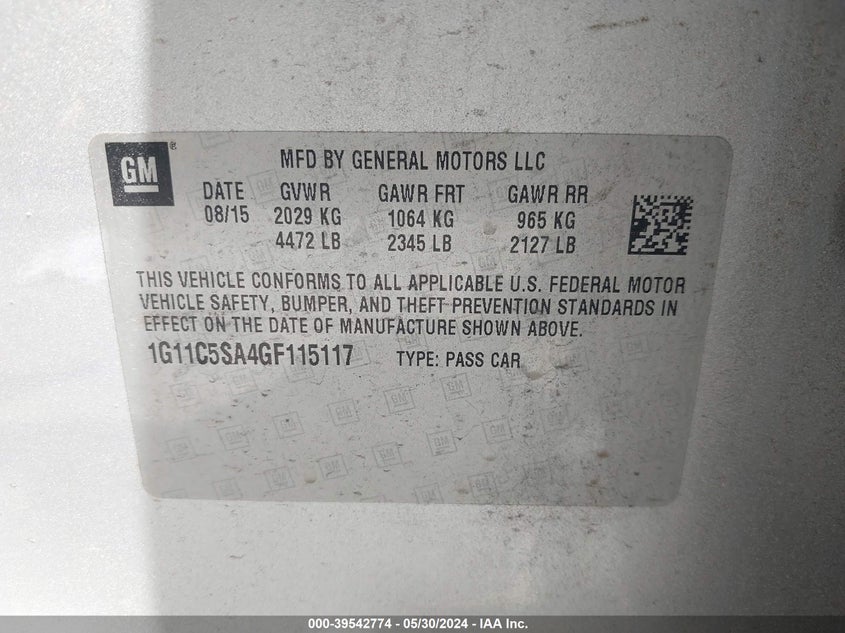 GM
MFD BY GENERAL MOTORS LLC
DATE GVWR GAWR FRT GAWR RR
08/15 2029 KG 1064 KG 965 KG
4472 LB 2345 LB 2127 LB
THIS VEHICLE CONFORMS TO ALL APPLICABLE U.S. FEDERAL MOTOR
VEHICLE SAFETY, BUMPER, AND THEFT PREVENTION STANDARDS IN
EFFECT ON THE DATE OF MANUFACTURE SHOWN ABOVE.
1G11C5SA4GF115117 TYPE: PASS CAR
000-39542774 - 05/30/2024 - IAA Inc.